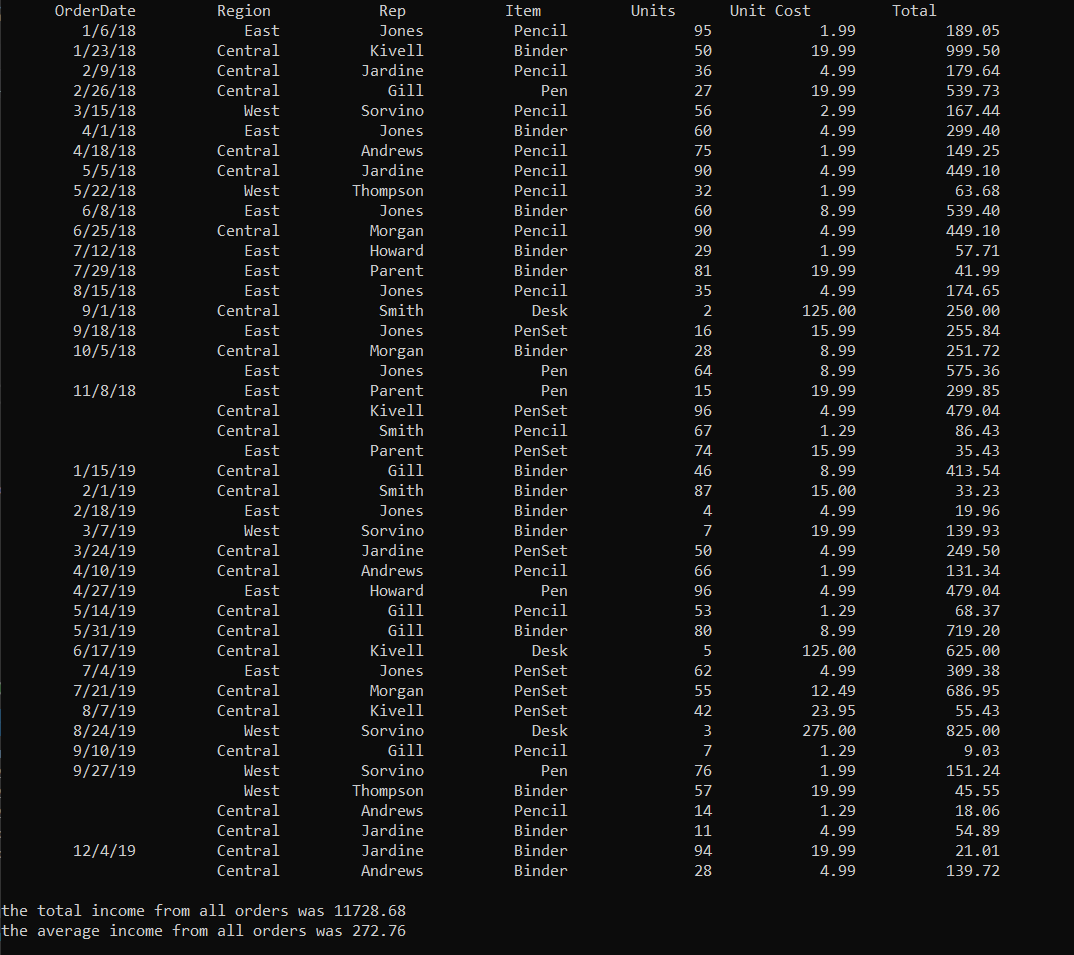 OrderDate Region Rep Item Units Unit Cost Total
1/6/18 East Jones Pencil 95 1.99 189.05
1/23/18 Central Kivell Binder 50 19.99 999.50
2/9/18 Central Jardine Pencil 36 4.99 179.64
2/26/18 Central Gill Pen 27 19.99 539.73
3/15/18 West Sorvino Pencil 56 2.99 167.44
4/1/18 East Jones Binder 60 4.99 299.40
4/18/18 Central Andrews Pencil 75 1.99 149.25
5/5/18 Central Jardine Pencil 90 4.99 449.10
5/22/18 West Thompson Pencil 32 1.99 63.68
6/8/18 East Jones Binder 60 8.99 539.40
6/25/18 Central Morgan Pencil 90 4.99 449.10
7/12/18 East Howard Binder 29 1.99 57.71
7/29/18 East Parent Binder 81 19.99 41.99
8/15/18 East Jones Pencil 35 4.99 174.65
9/1/18 Central Smith Desk 2 125.00 250.00
9/18/18 East Jones PenSet 16 15.99 255.84
10/5/18 Central Morgan Binder 28 8.99 251.72
East Jones Pen 64 8.99 575.36
11/8/18 East Parent Pen 15 19.99 299.85
Central Kivell PenSet 96 4.99 479.04
Central Smith Pencil 67 1.29 86.43
East Parent PenSet 74 15.99 35.43
1/15/19 Central Gill Binder 46 8.99 413.54
2/1/19 Central Smith Binder 87 15.00 33.23
2/18/19 East Jones Binder 4 4.99 19.96
3/7/19 West Sorvino Binder 7 19.99 139.93
3/24/19 Central Jardine PenSet 50 4.99 249.50
4/10/19 Central Andrews Pencil 66 1.99 131.34
4/27/19 East Howard Pen 96 4.99 479.04
5/14/19 Central Gill Pencil 53 1.29 68.37
5/31/19 Central Gill Binder 80 8.99 719.20
6/17/19 Central Kivell Desk 5 125.00 625.00
7/4/19 East Jones PenSet 62 4.99 309.38
7/21/19 Central Morgan PenSet 55 12.49 686.95
8/7/19 Central Kivell PenSet 42 23.95 55.43
8/24/19 West Sorvino Desk 3 275.00 825.00
9/10/19 Central Gill Pencil 7 1.29 9.03
9/27/19 West Sorvino Pen 76 1.99 151.24
West Thompson Binder 57 19.99 45.55
Central Andrews Pencil 14 1.29 18.06
Central Jardine Binder 11 4.99 54.89
12/4/19 Central Jardine Binder 94 19.99 21.01
Central Andrews Binder 28 4.99 139.72
the total income from all orders was 11728.68
the average income from all orders was 272.76